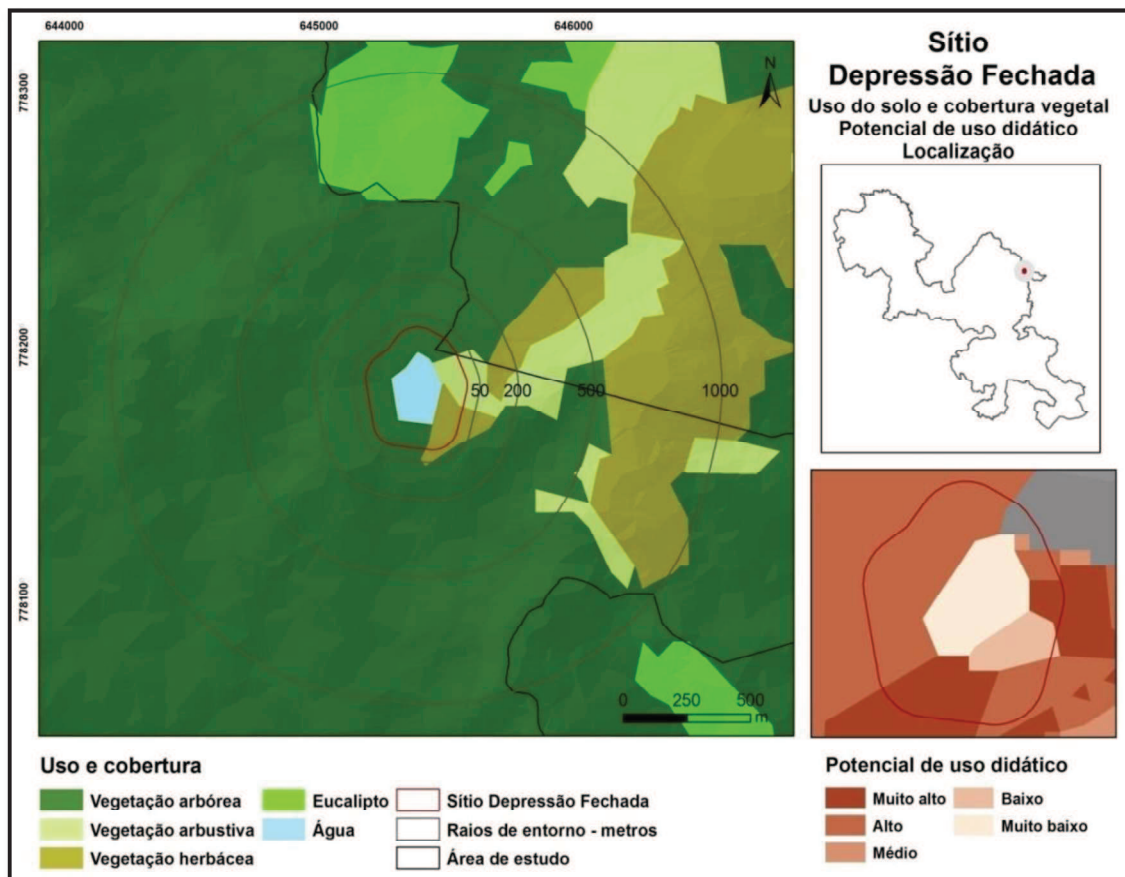 644000 645000 646000
778300
778200
778100
N
50 200 500 1000
0 250 500
m
Sítio
Depressão Fechada
Uso do solo e cobertura vegetal
Potencial de uso didático
Localização
Uso e cobertura
Vegetação arbórea
Vegetação arbustiva
Vegetação herbácea
Eucalipto
Água
Sítio Depressão Fechada
Raios de entorno - metros
Área de estudo
Potencial de uso didático
Muito alto
Alto
Médio
Baixo
Muito baixo